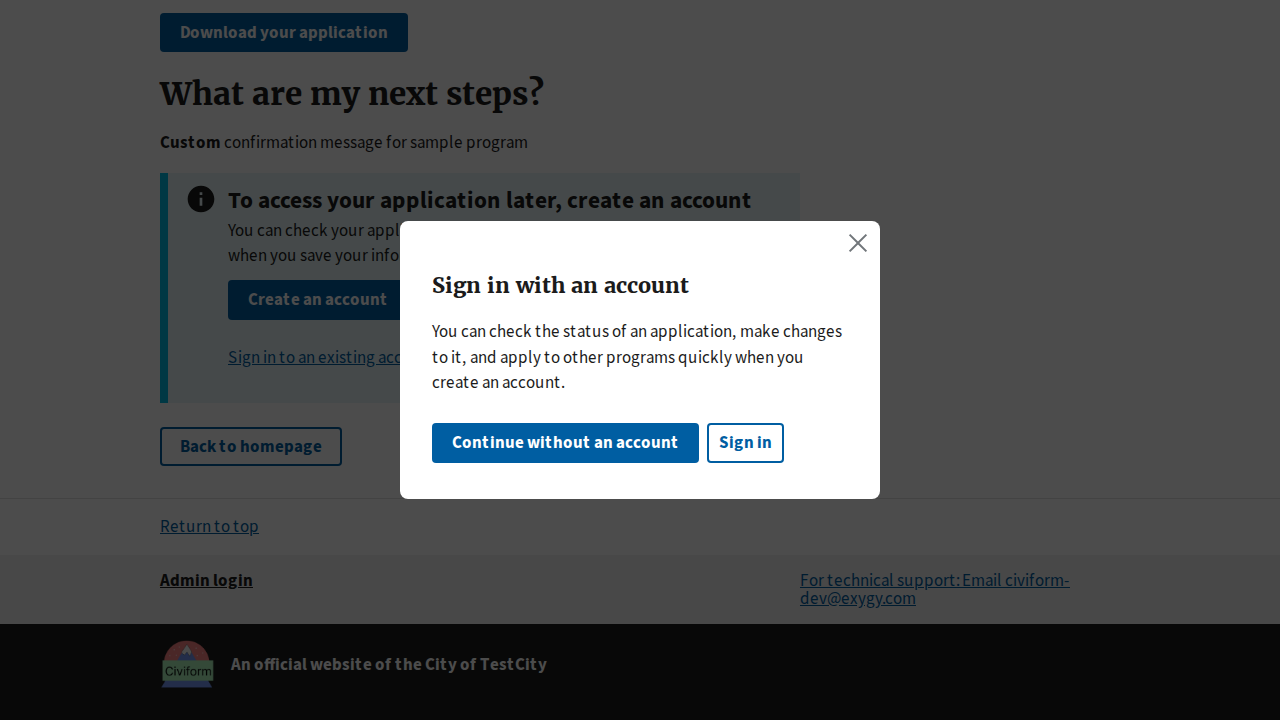 Download your application
What are my next steps?
Custom confirmation message for sample program
To access your application later, create an account
You can check your appl
when you save your info
Create an account
Sign in to an existing acc
Back to homepage
Sign in with an account
You can check the status of an application, make changes
to it, and apply to other programs quickly when you
create an account.
Continue without an account
Sign in
Return to top
Admin login
For technical support: Email civiform-
dev@exygy.com
Civiform
An official website of the City of TestCity